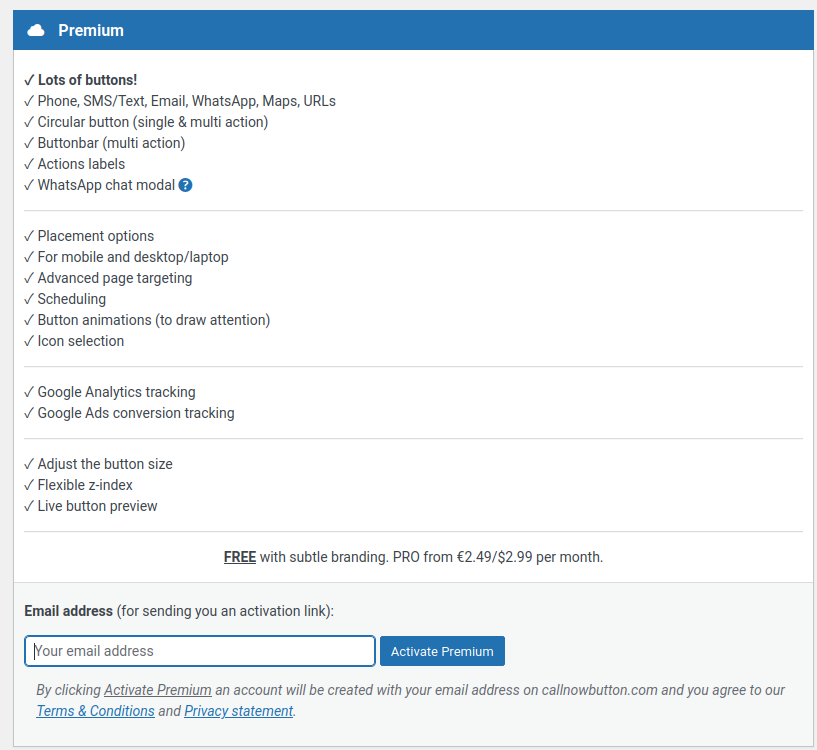 Premium
✓ Lots of buttons!
✓ Phone, SMS/Text, Email, WhatsApp, Maps, URLs
✓ Circular button (single & multi action)
✓ Buttonbar (multi action)
✓ Actions labels
✓ WhatsApp chat modal ?
✓ Placement options
✓ For mobile and desktop/laptop
✓ Advanced page targeting
✓ Scheduling
✓ Button animations (to draw attention)
✓ Icon selection
✓ Google Analytics tracking
✓ Google Ads conversion tracking
✓ Adjust the button size
✓ Flexible z-index
✓ Live button preview
FREE with subtle branding. PRO from €2.49/$2.99 per month.
Email address (for sending you an activation link):
Your email address
Activate Premium
By clicking Activate Premium an account will be created with your email address on callnowbutton.com and you agree to our
Terms & Conditions and Privacy statement.